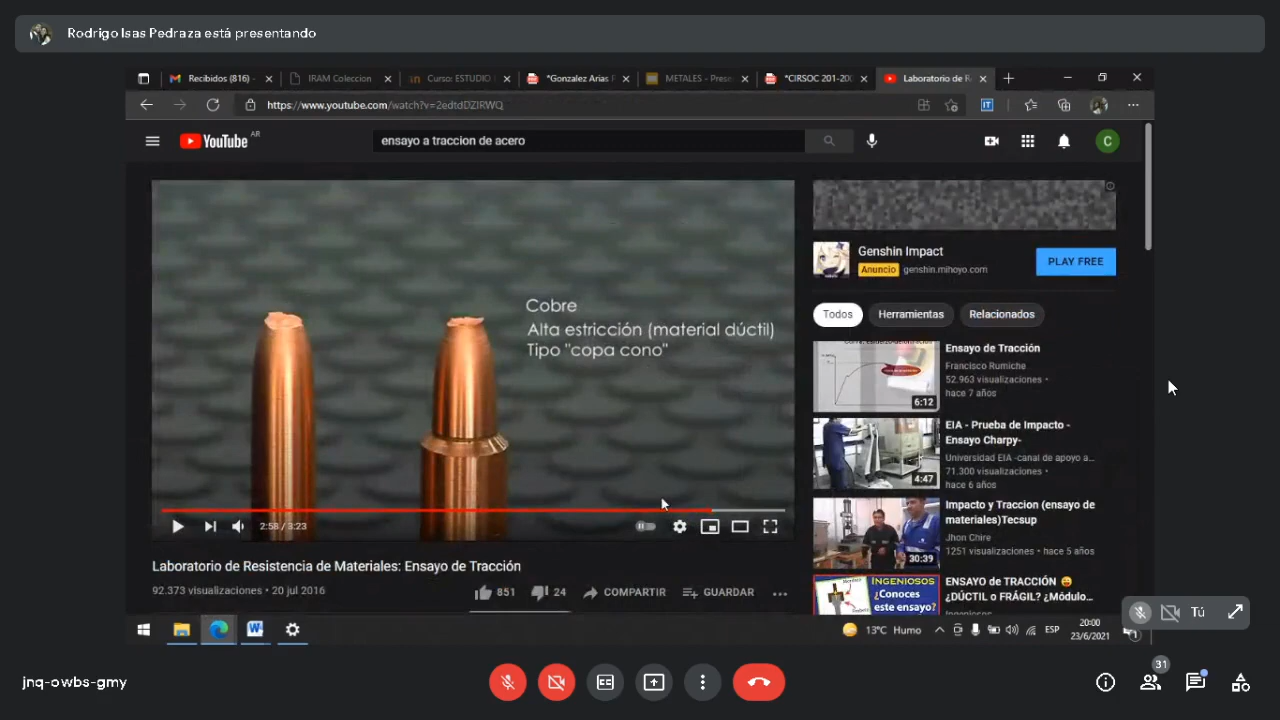 Rodrigo Isas Pedraza está presentando
Recibidos (816) -
IRAM Coleccion
Curso: ESTUDIO
*Gonzalez Arias F
METALES - Prese
*CIRSOC 201-200
Laboratorio de R
https://www.youtube.com/watch?v=2edtdDZIRWQ
YouTube AR
ensayo a traccion de acero
C
Cobre
Alta estricción (material dúctil)
Tipo "copa cono"
2:58 / 3:23
Laboratorio de Resistencia de Materiales: Ensayo de Tracción
92.373 visualizaciones • 20 jul 2016
851
24
COMPARTIR
GUARDAR
Genshin Impact
Anuncio genshin.mihoyo.com
PLAY FREE
Todos
Herramientas
Relacionados
Ensayo de Tracción
Francisco Rumiche
52.963 visualizaciones •
hace 7 años
6:12
EIA - Prueba de Impacto -
Ensayo Charpy-
Universidad EIA -canal de apoyo a...
71.300 visualizaciones •
hace 6 años
4:47
Impacto y Traccion (ensayo de
materiales)Tecsup
Jhon Chire
1251 visualizaciones • hace 5 años
30:39
INGENIOSOS
¿Conoces
este ensayo?
ENSAYO de TRACCIÓN 😛
¿DÚCTIL o FRÁGIL? ¿Módulo...
Tú
13°C Humo
ESP
20:00
23/6/2021
1
jnq-owbs-gmy
31